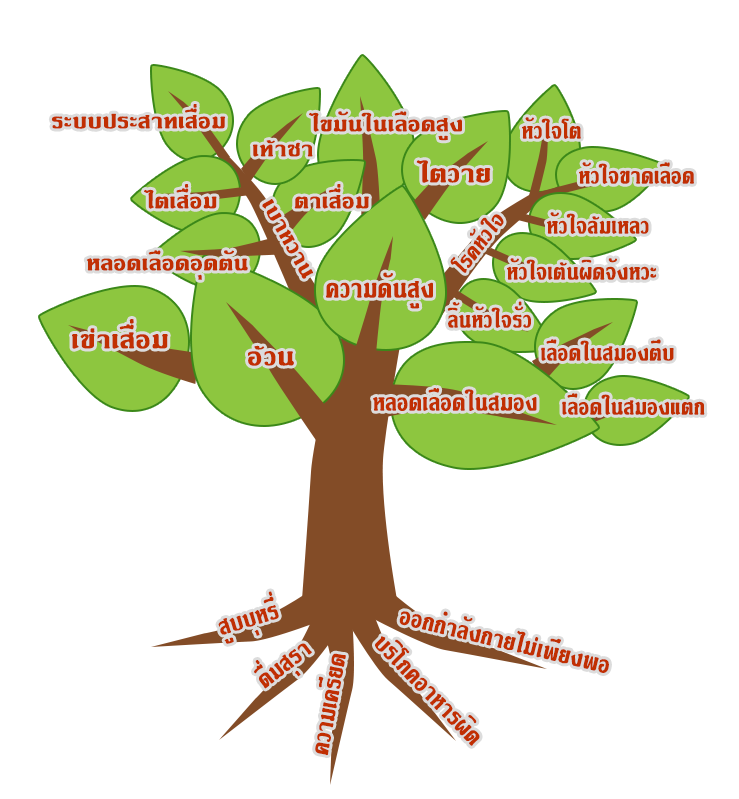 ระบบประสาทเสื่อม
เท้าชา
ไขมันในเลือดสูง
หัวใจโต
ไตวาย
หัวใจขาดเลือด
ไตเสื่อม
ตาเสื่อม
เบาหวาน
โรคหัวใจ
หัวใจล้มเหลว
หลอดเลือดอุดตัน
หัวใจเต้นผิดจังหวะ
ความดันสูง
ลิ้นหัวใจรั่ว
เข่าเสื่อม
อ้วน
เลือดในสมองตีบ
หลอดเลือดในสมอง
เลือดในสมองแตก
สูบบุหรี่
ดื่มสุรา
ความเครียด
บริโภคอาหารผิด
ออกกำลังกายไม่เพียงพอ